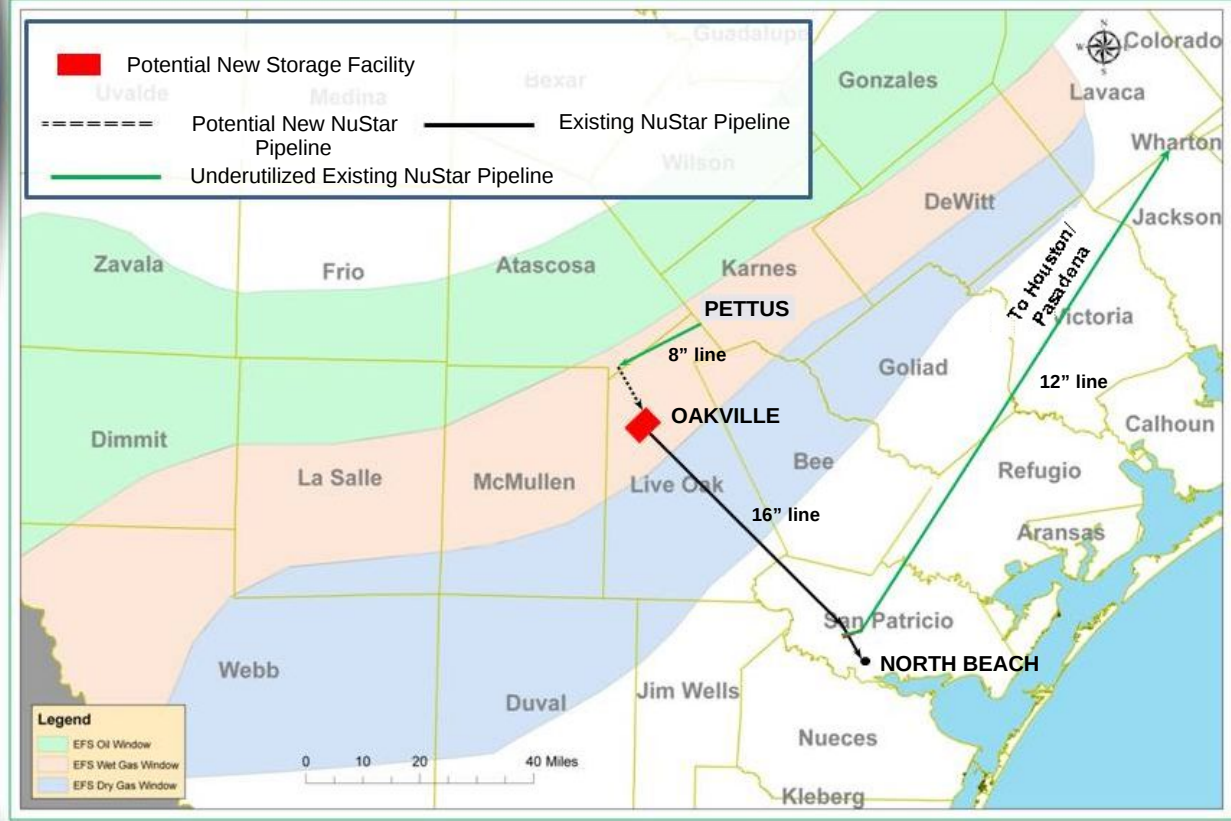 Potential New Storage Facility
Potential New NuStar
Pipeline
Existing NuStar Pipeline
Underutilized Existing NuStar Pipeline
Guadalupe
Uvalde
Medina
Bexar
Wilson
N
W
S
Colorado
Gonzales
Lavaca
Wharton
DeWitt
Jackson
Zavala
Frio
Atascosa
Karnes
To Houston/
Pasadena
PETTUS
Victoria
8” line
Goliad
12” line
OAKVILLE
Calhoun
Dimmit
La Salle
McMullen
Live Oak
Bee
Refugio
16” line
Aransas
San Patricio
NORTH BEACH
Webb
Duval
Jim Wells
Nueces
Kleberg
Legend
EFS Oil Window
EFS Wet Gas Window
EFS Dry Gas Window
0 10 20 40 Miles